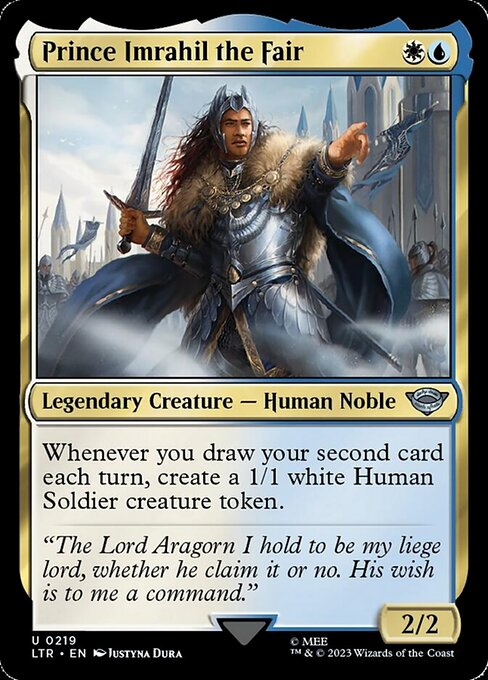 Prince Imrahil the Fair
Legendary Creature — Human Noble
Whenever you draw your second card
each turn, create a 1/1 white Human
Soldier creature token.
“The Lord Aragorn I hold to be my liege
lord, whether he claim it or no. His wish
is to me a command.”
2/2
U 0219
LTR • EN Justyna Dura
© MEE
™ & © 2023 Wizards of the Coast